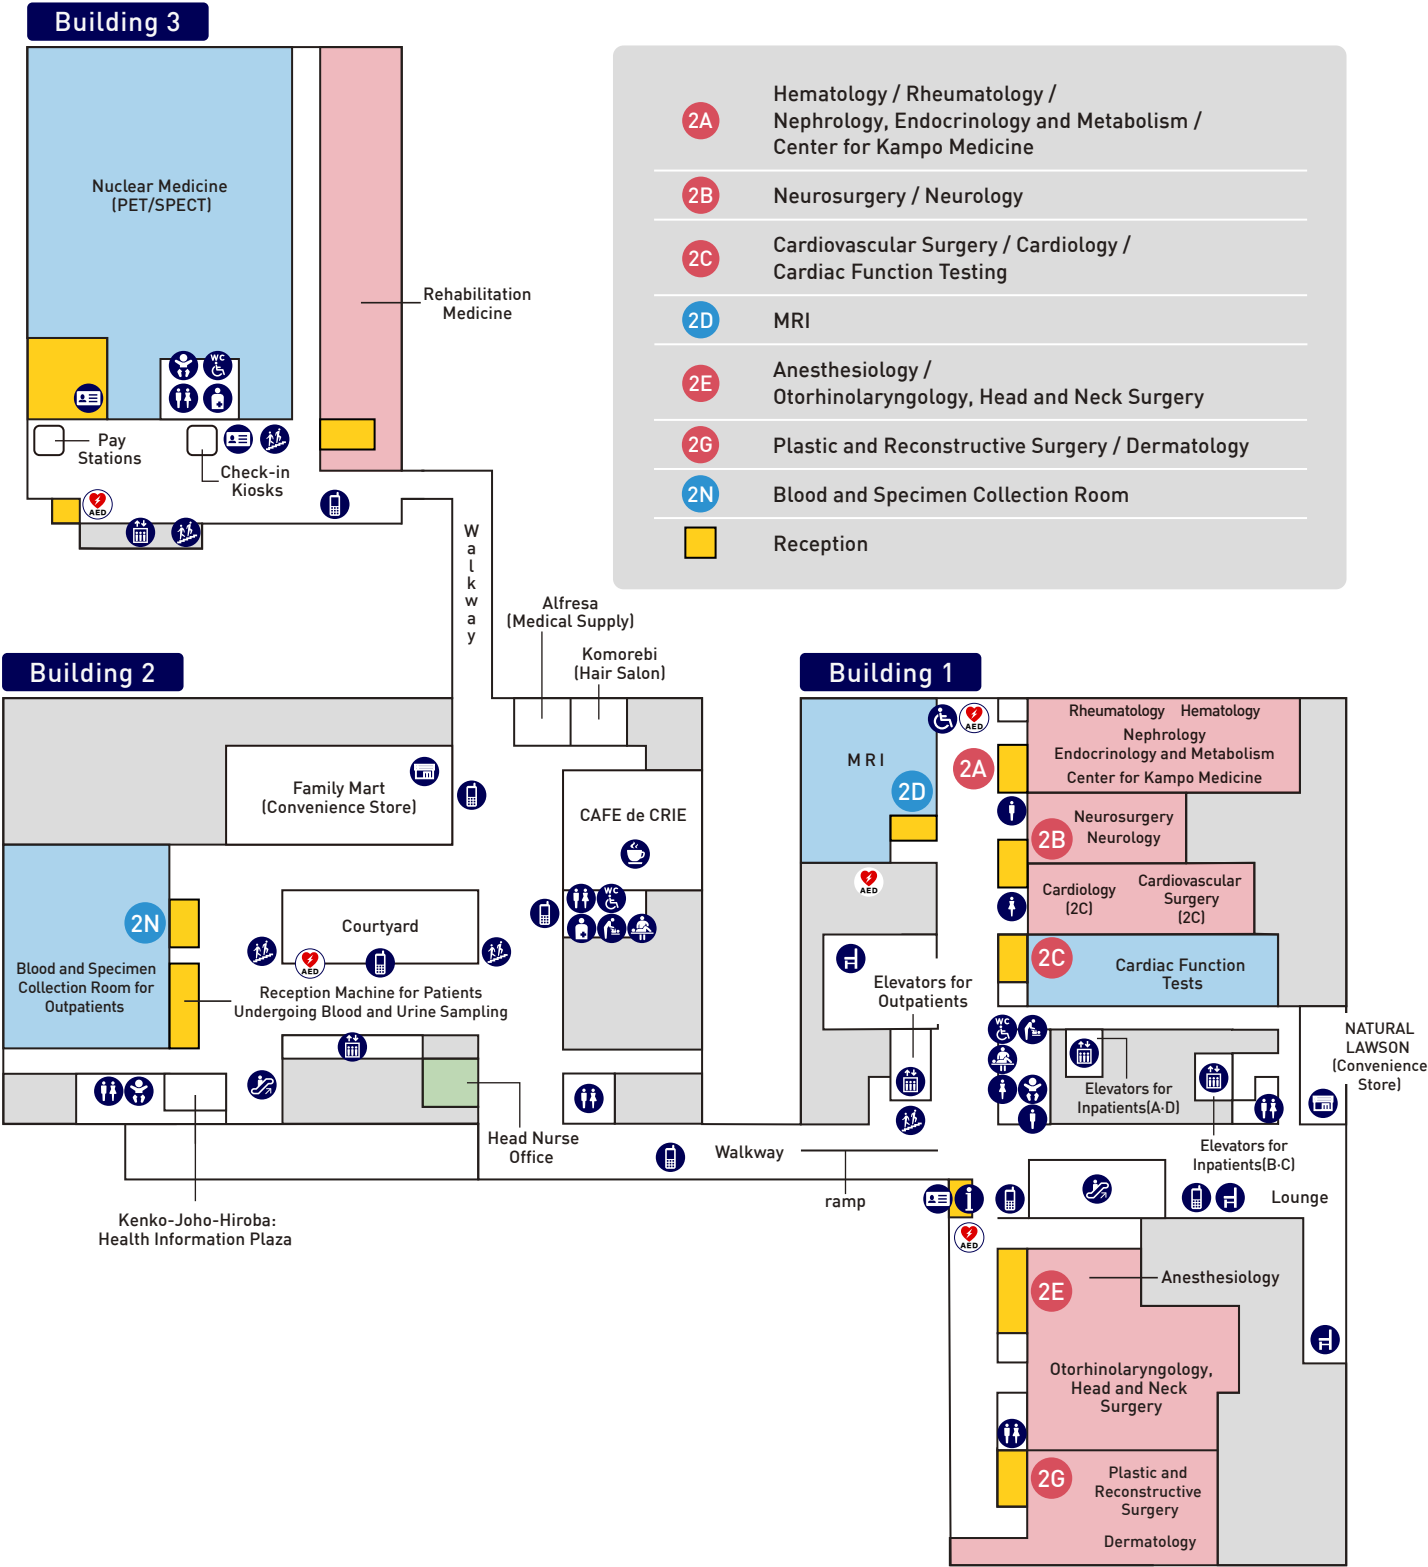 Building 3
Nuclear Medicine
(PET/SPECT)
Rehabilitation
Medicine
WC
Pay
Stations
Check-in
Kiosks
AED
Walkway
2A
Hematology / Rheumatology /
Nephrology, Endocrinology and Metabolism /
Center for Kampo Medicine
2B
Neurosurgery / Neurology
2C
Cardiovascular Surgery / Cardiology /
Cardiac Function Testing
2D
MRI
2E
Anesthesiology /
Otorhinolaryngology, Head and Neck Surgery
2G
Plastic and Reconstructive Surgery / Dermatology
2N
Blood and Specimen Collection Room
Reception
Building 2
Alfresa
(Medical Supply)
Komorebi
(Hair Salon)
Family Mart
(Convenience Store)
CAFE de CRIE
WC
2N
Courtyard
AED
Blood and Specimen
Collection Room for
Outpatients
Reception Machine for Patients
Undergoing Blood and Urine Sampling
Head Nurse
Office
Kenko-Joho-Hiroba:
Health Information Plaza
Walkway
ramp
Building 1
MRI
2D
AED
2A
Rheumatology Hematology
Nephrology
Endocrinology and Metabolism
Center for Kampo Medicine
2B
Neurosurgery
Neurology
AED
Cardiology
(2C)
Cardiovascular
Surgery
(2C)
2C
Cardiac Function
Tests
Elevators for
Outpatients
WC
Elevators for
Inpatients(A·D)
Elevators for
Inpatients(B·C)
NATURAL
LAWSON
(Convenience
Store)
Lounge
i
AED
2E
Anesthesiology
Otorhinolaryngology,
Head and Neck
Surgery
2G
Plastic and
Reconstructive
Surgery
Dermatology